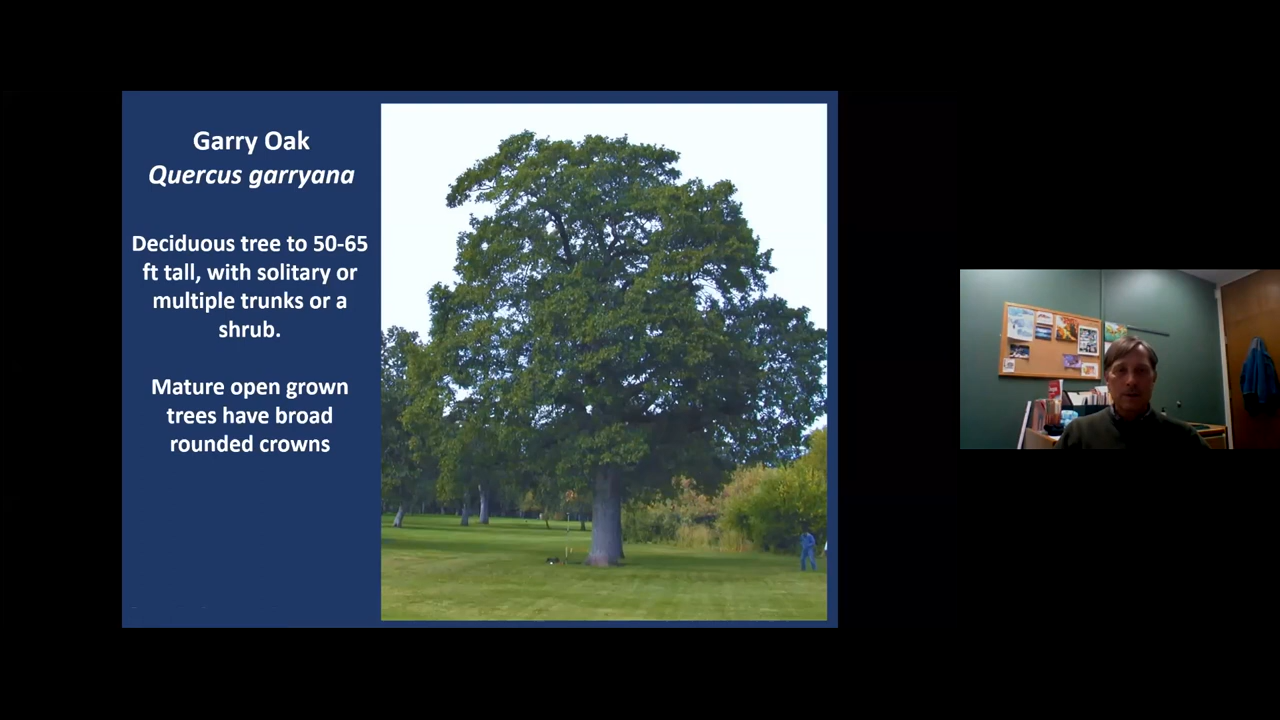 Garry Oak
Quercus garryana
Deciduous tree to 50-65
ft tall, with solitary or
multiple trunks or a
shrub.
Mature open grown
trees have broad
rounded crowns